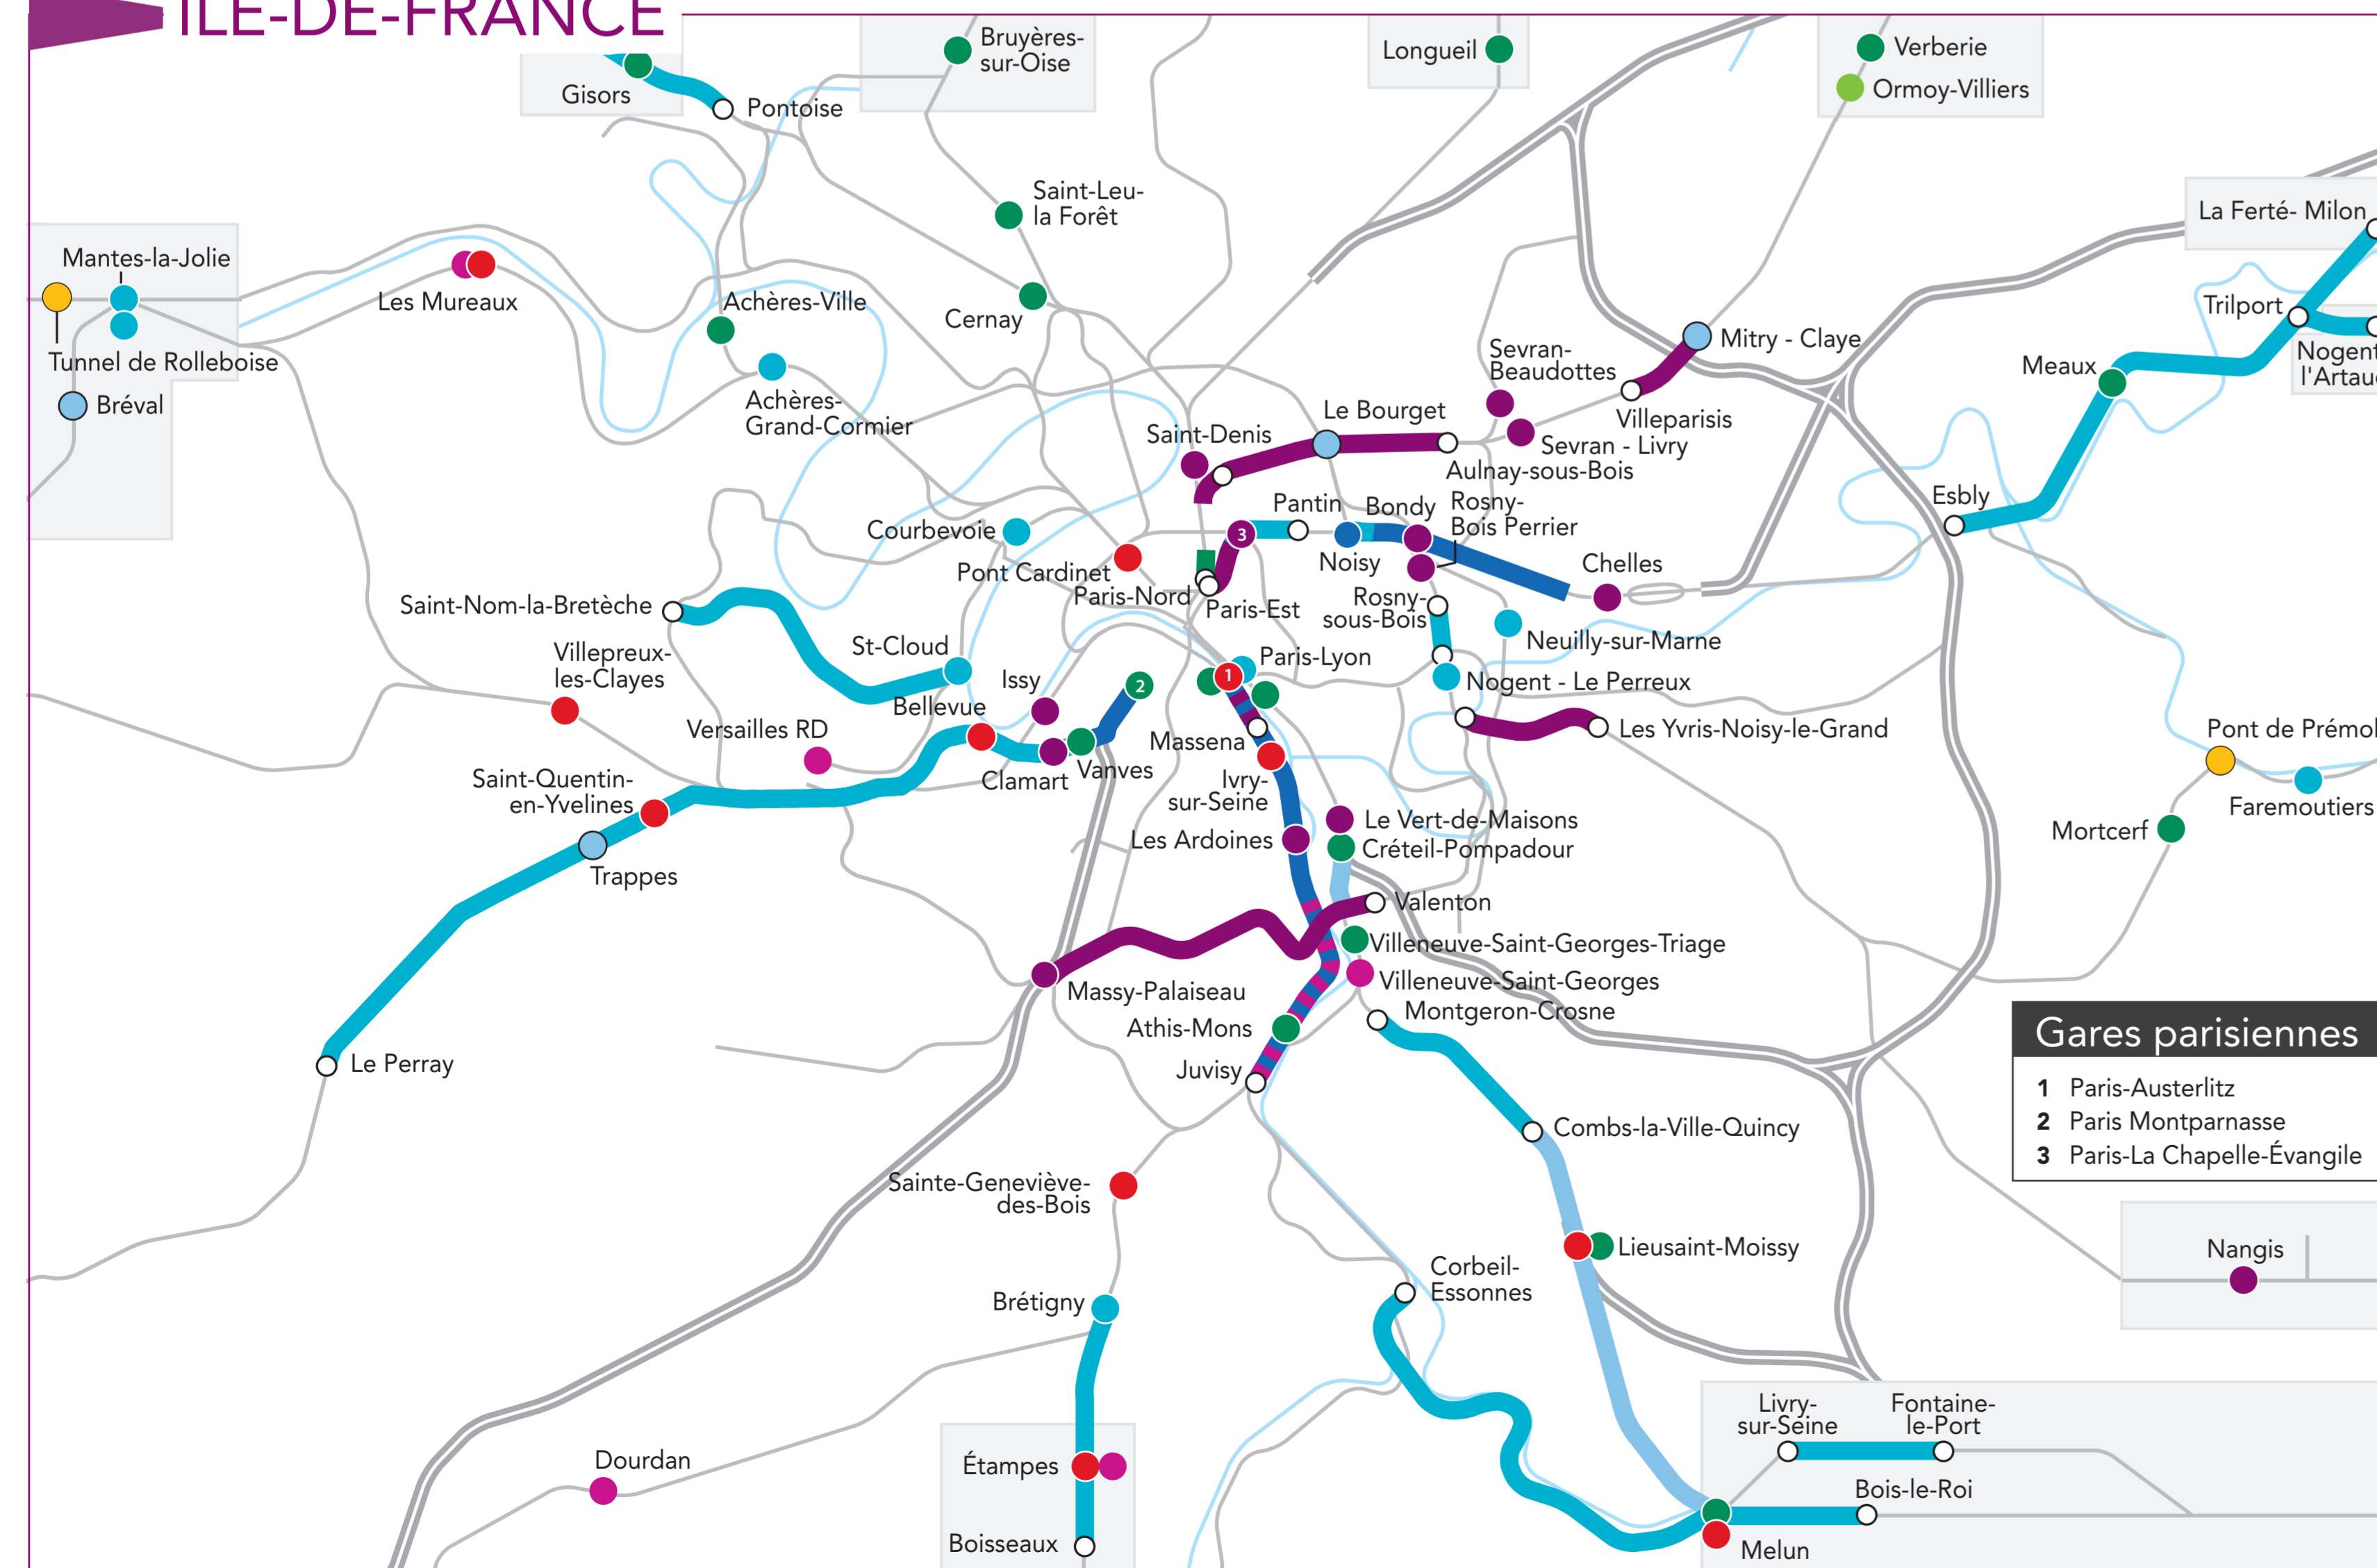 ÎLE-DE-FRANCE
Bruyères-
sur-Oise
Longueil
Verberie
Ormoy-Villiers
Gisors
Pontoise
Saint-Leu-
la Forêt
La Ferté- Milon
Mantes-la-Jolie
Les Mureaux
Achères-Ville
Cernay
Trilport
Tunnel de Rolleboise
Mitry - Claye
Sevran-
Beaudottes
Nogent
l'Artau
Meaux
Bréval
Achères-
Grand-Cormier
Le Bourget
Villeparisis
Saint-Denis
Sevran - Livry
Aulnay-sous-Bois
Esbly
Pantin
Bondy
Rosny-
Bois Perrier
Courbevoie
3
Noisy
Chelles
Pont Cardinet
Paris-Nord
Paris-Est
Rosny-
sous-Bois
Saint-Nom-la-Bretèche
Neuilly-sur-Marne
St-Cloud
Villepreux-
les-Clayes
Paris-Lyon
1
Issy
2
Nogent - Le Perreux
Bellevue
Versailles RD
Massena
Les Yvris-Noisy-le-Grand
Pont de Prémol
Clamart
Vanves
Saint-Quentin-
en-Yvelines
Ivry-
sur-Seine
Faremoutiers
Le Vert-de-Maisons
Les Ardoines
Créteil-Pompadour
Mortcerf
Trappes
Valenton
Villeneuve-Saint-Georges-Triage
Villeneuve-Saint-Georges
Massy-Palaiseau
Montgeron-Crosne
Athis-Mons
Juvisy
Le Perray
Gares parisiennes
1 Paris-Austerlitz
2 Paris Montparnasse
3 Paris-La Chapelle-Évangile
Combs-la-Ville-Quincy
Sainte-Geneviève-
des-Bois
Lieusaint-Moissy
Nangis
Corbeil-
Essonnes
Brétigny
Livry-
sur-Seine
Fontaine-
le-Port
Dourdan
Étampes
Bois-le-Roi
Boisseaux
Melun